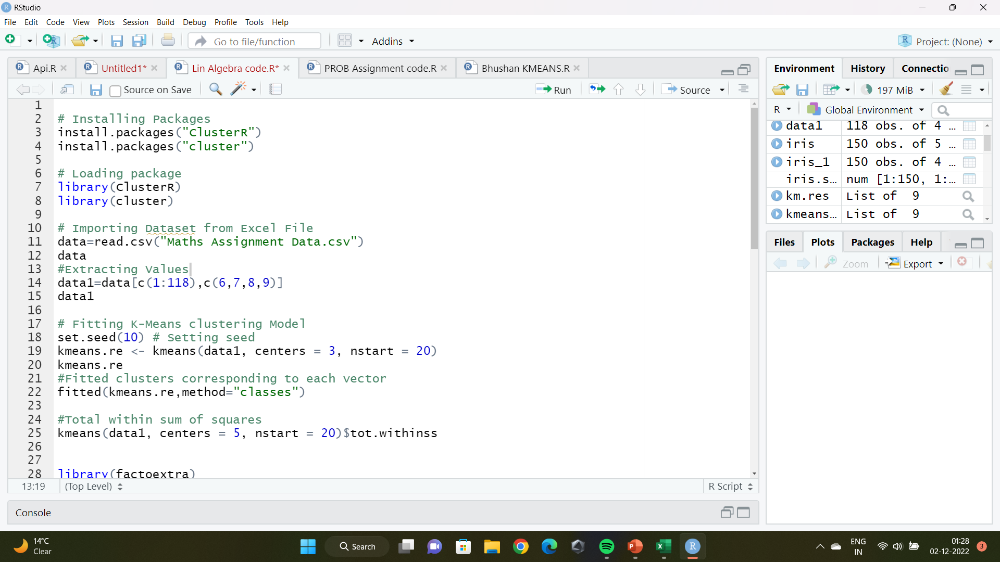 RStudio
File Edit Code View Plots Session Build Debug Profile Tools Help
Go to file/function Addins Project: (None)
Api.R Untitled1* Lin Algebra code.R* PROB Assignment code.R Bhushan KMEANS.R
Source on Save Run Source
1
2 # Installing Packages
3 install.packages("ClusterR")
4 install.packages("cluster")
5
6 # Loading package
7 library(ClusterR)
8 library(cluster)
9
10 # Importing Dataset from Excel File
11 data=read.csv("Maths Assignment Data.csv")
12 data
13 #Extracting Values
14 data1=data[c(1:118),c(6,7,8,9)]
15 data1
16
17 # Fitting K-Means clustering Model
18 set.seed(10) # Setting seed
19 kmeans.re <- kmeans(data1, centers = 3, nstart = 20)
20 kmeans.re
21 #Fitted clusters corresponding to each vector
22 fitted(kmeans.re,method="classes")
23
24 #Total within sum of squares
25 kmeans(data1, centers = 5, nstart = 20)$tot.withinss
26
27
28 library(factoextra)
13:19 (Top Level) R Script
Console
Environment History Connectio
197 MiB
R Global Environment
data1 118 obs. of 4 ...
iris 150 obs. of 5 ...
iris_1 150 obs. of 4 ...
iris.s... num [1:150, 1:...
km.res List of 9
kmeans... List of 9
Files Plots Packages Help
Zoom Export
14°C
Clear
Search
ENG
IN
01:28
02-12-2022
3